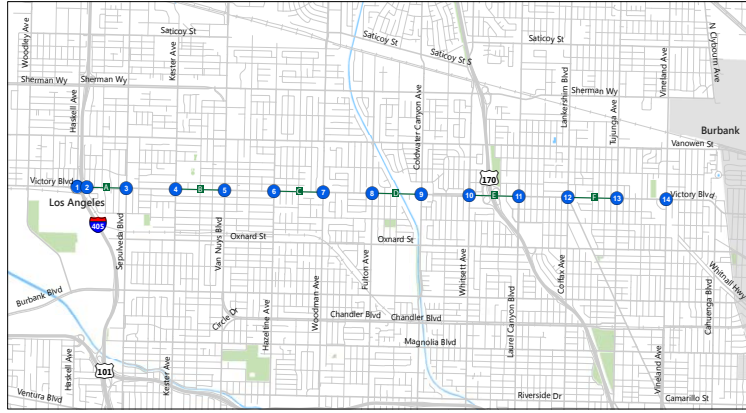 Woodley Ave
Saticoy St
Saticoy St
Saticoy St S
Saticoy St
N Clybourn Ave
Kester Ave
Vineland Ave
Sherman Wy
Sherman Wy
Sherman Wy
Haskell Ave
Coldwater Canyon Ave
Lankershim Blvd
Tujunga Ave
Burbank
Vanowen St
170
Victory Blvd
1
2
A
3
4
B
5
6
C
7
8
D
9
10
E
11
12
F
13
14
Victory Blvd
Los Angeles
405
Sepulveda Blvd
Van Nuys Blvd
Oxnard St
Oxnard St
Fulton Ave
Whitsett Ave
Colfax Ave
Whitnall Hwy
Burbank Blvd
Circle Dr
Hazeltine Ave
Woodman Ave
Chandler Blvd
Chandler Blvd
Laurel Canyon Blvd
Cahuenga Blvd
Magnolia Blvd
Haskell Ave
101
Kester Ave
Vineland Ave
Ventura Blvd
Riverside Dr
Camarillo St